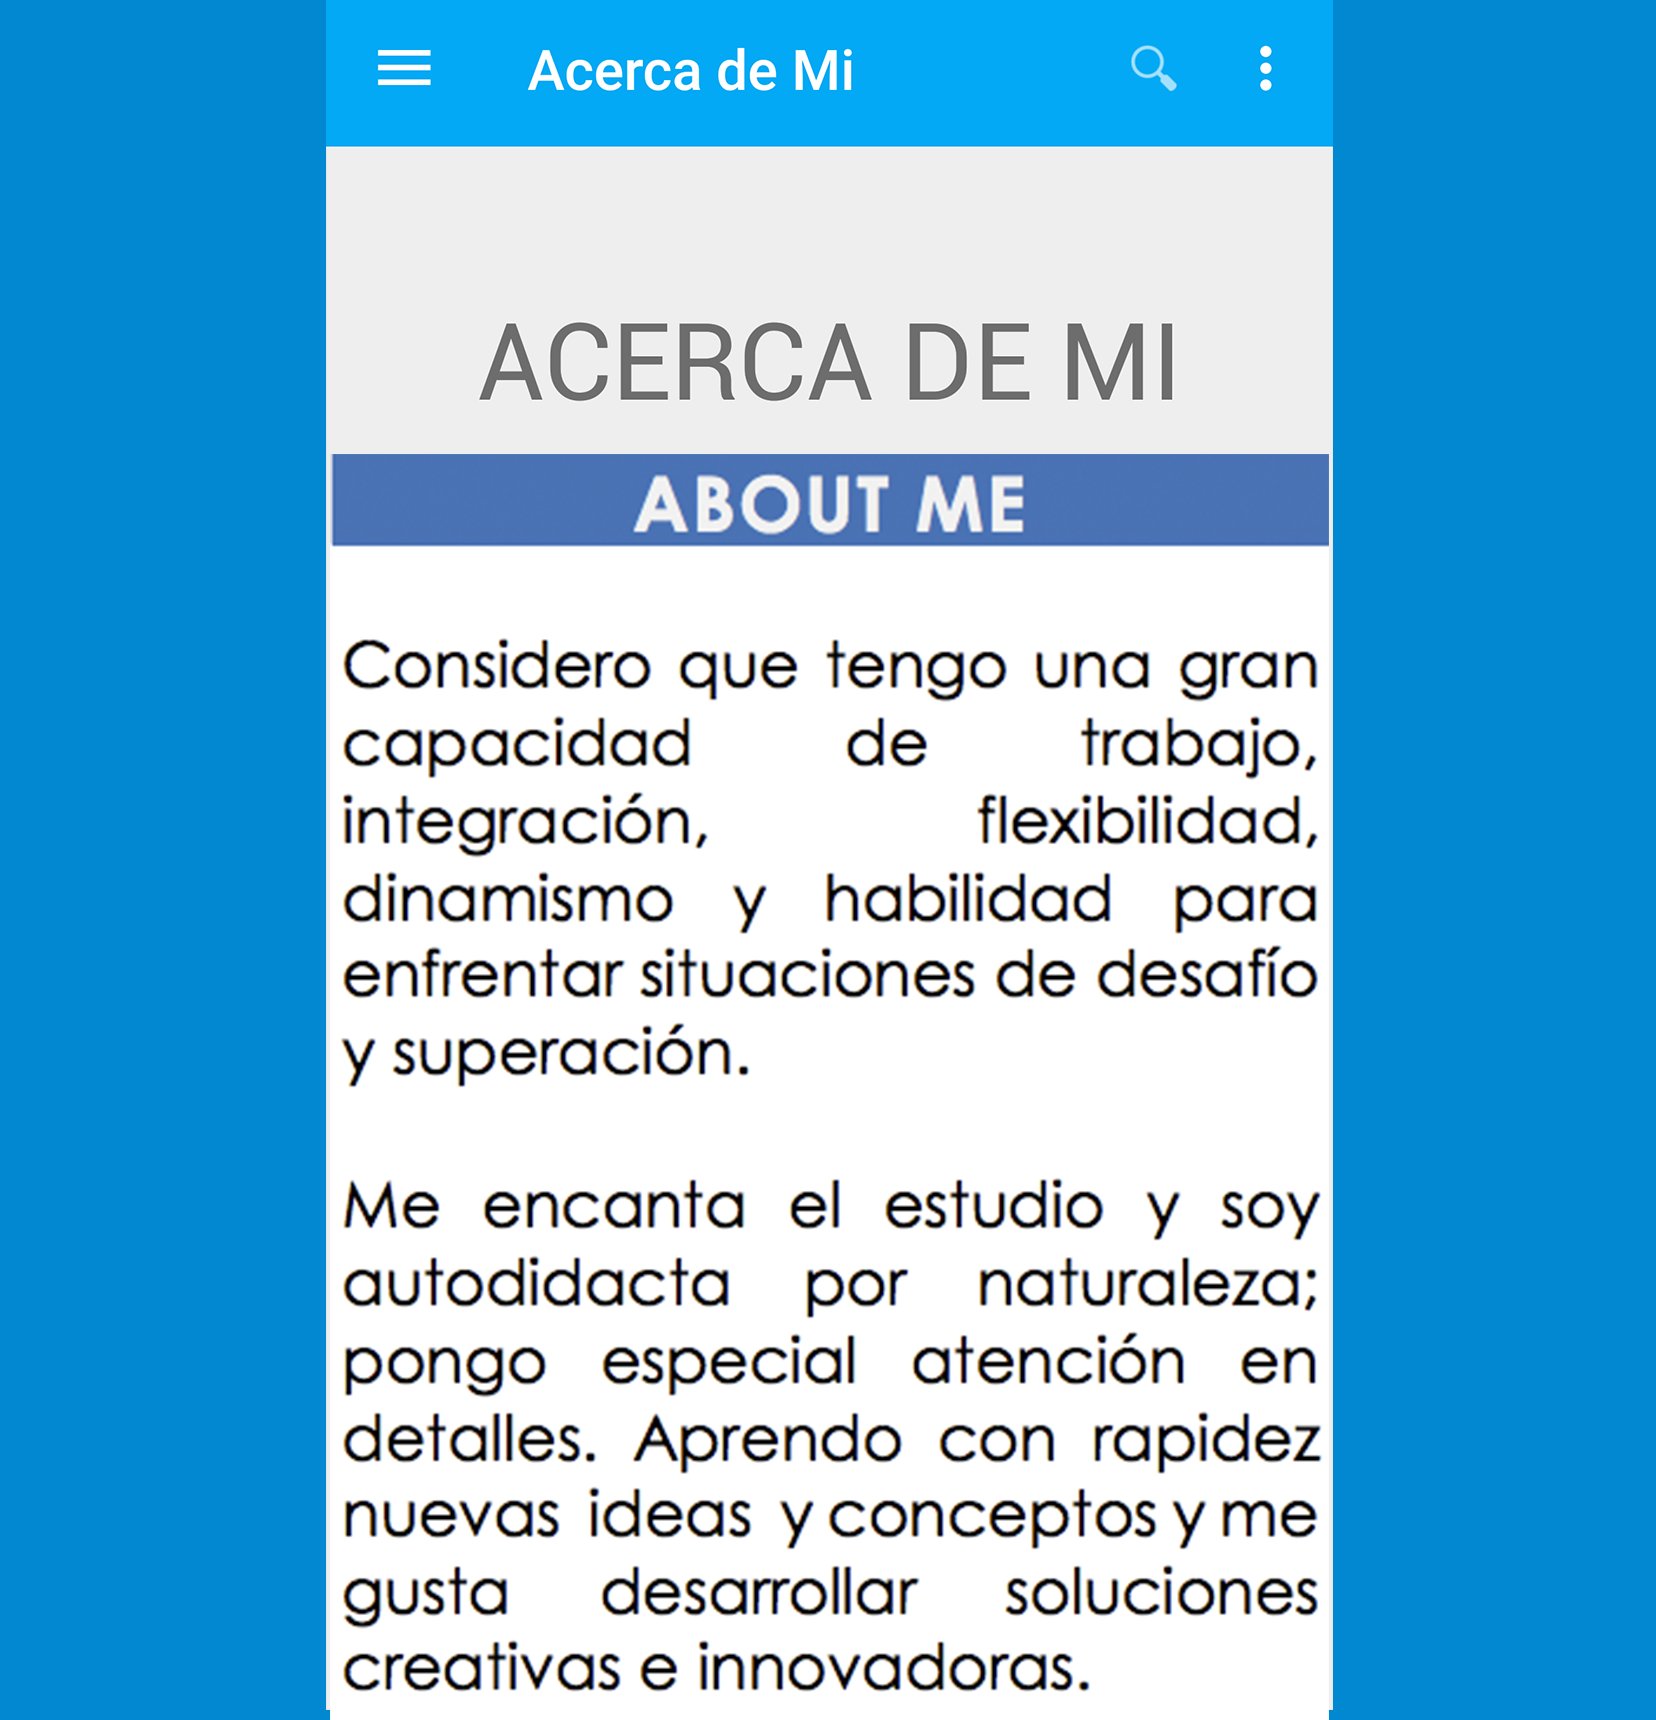 Acerca de Mi
ACERCA DE MI
ABOUT ME
Considero que tengo una gran
capacidad de trabajo,
integración, flexibilidad,
dinamismo y habilidad para
enfrentar situaciones de desafío
y superación.
Me encanta el estudio y soy
autodidacta por naturaleza;
pongo especial atención en
detalles. Aprendo con rapidez
nuevas ideas y conceptos y me
gusta desarrollar soluciones
creativas e innovadoras.